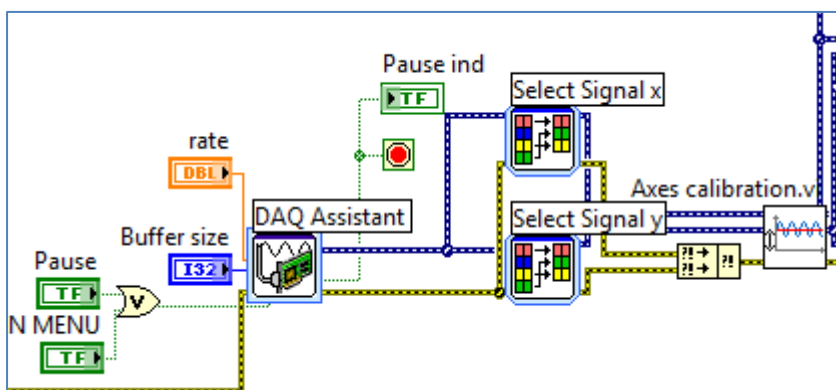 Pause ind
TF
Select Signal x
rate
DBL
DAQ Assistant
Axes calibration.v
Buffer size
I32
Select Signal y
Pause
TF
V
N MENU
TF
?!
?!
?!